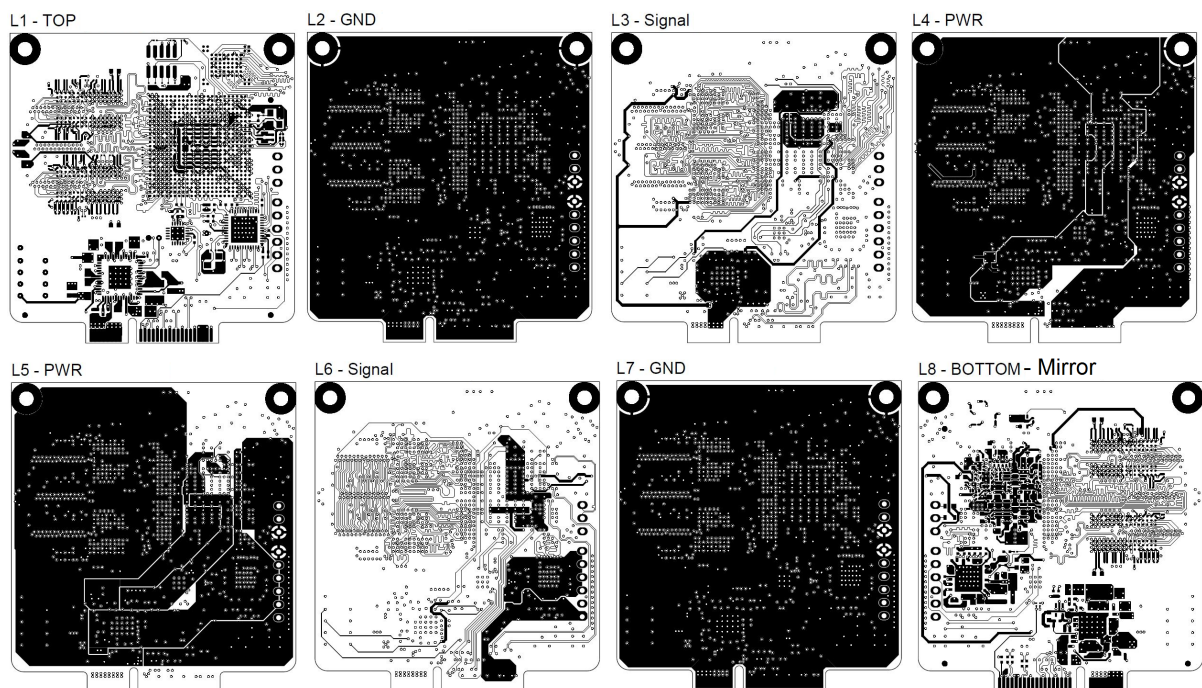 L1 - TOP
L2 - GND
L3 - Signal
L4 - PWR
L5 - PWR
L6 - Signal
L7 - GND
L8 - BOTTOM - Mirror